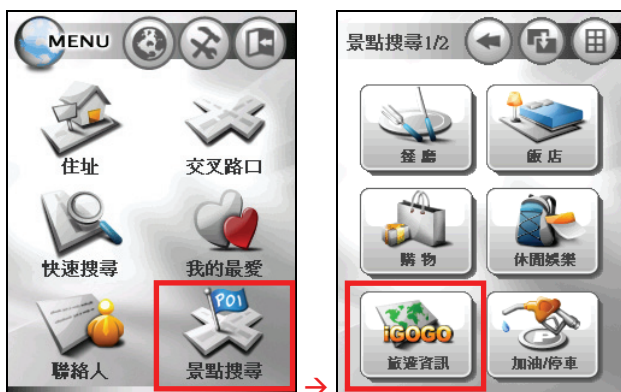 MENU
住址
交叉路口
快速搜尋
我的最愛
POI
聯絡人
景點搜尋
→
景點搜尋1/2
餐廳
飯店
購物
休閒娛樂
iGOGO
旅遊資訊
加油/停車